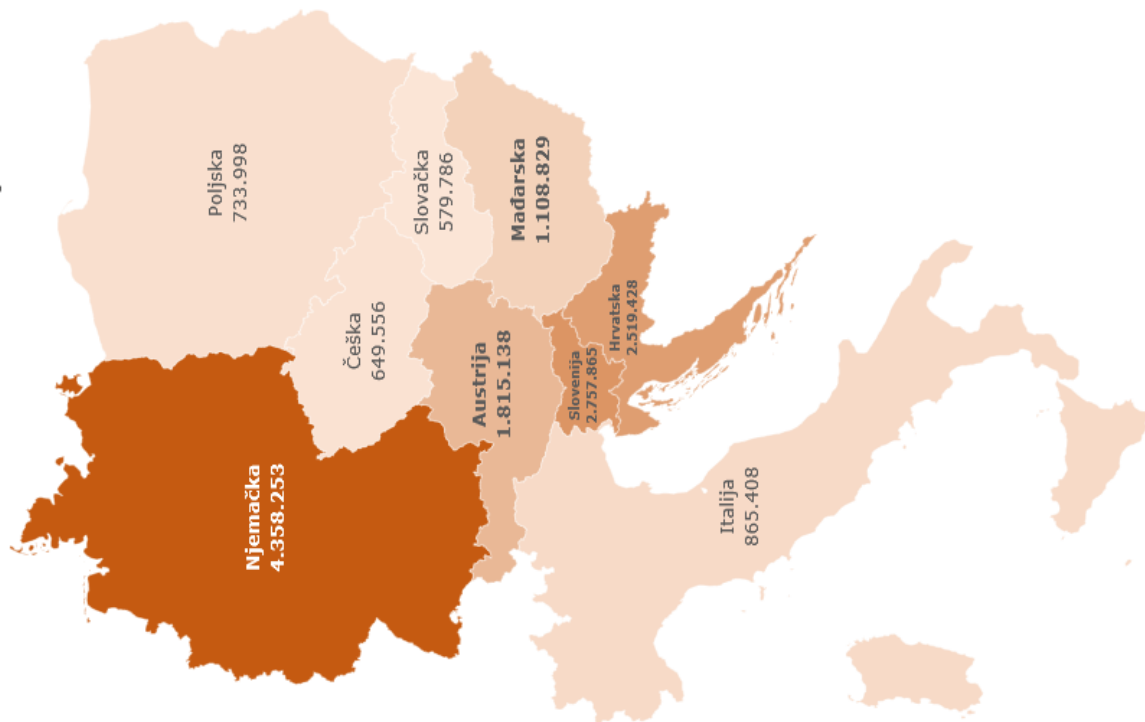 Poljska
733.998
Slovačka
579.786
Mađarska
1.108.829
Češka
649.556
Njemačka
4.358.253
Austrija
1.815.138
Slovenija
2.757.865
Hrvatska
2.519.428
Italija
865.408